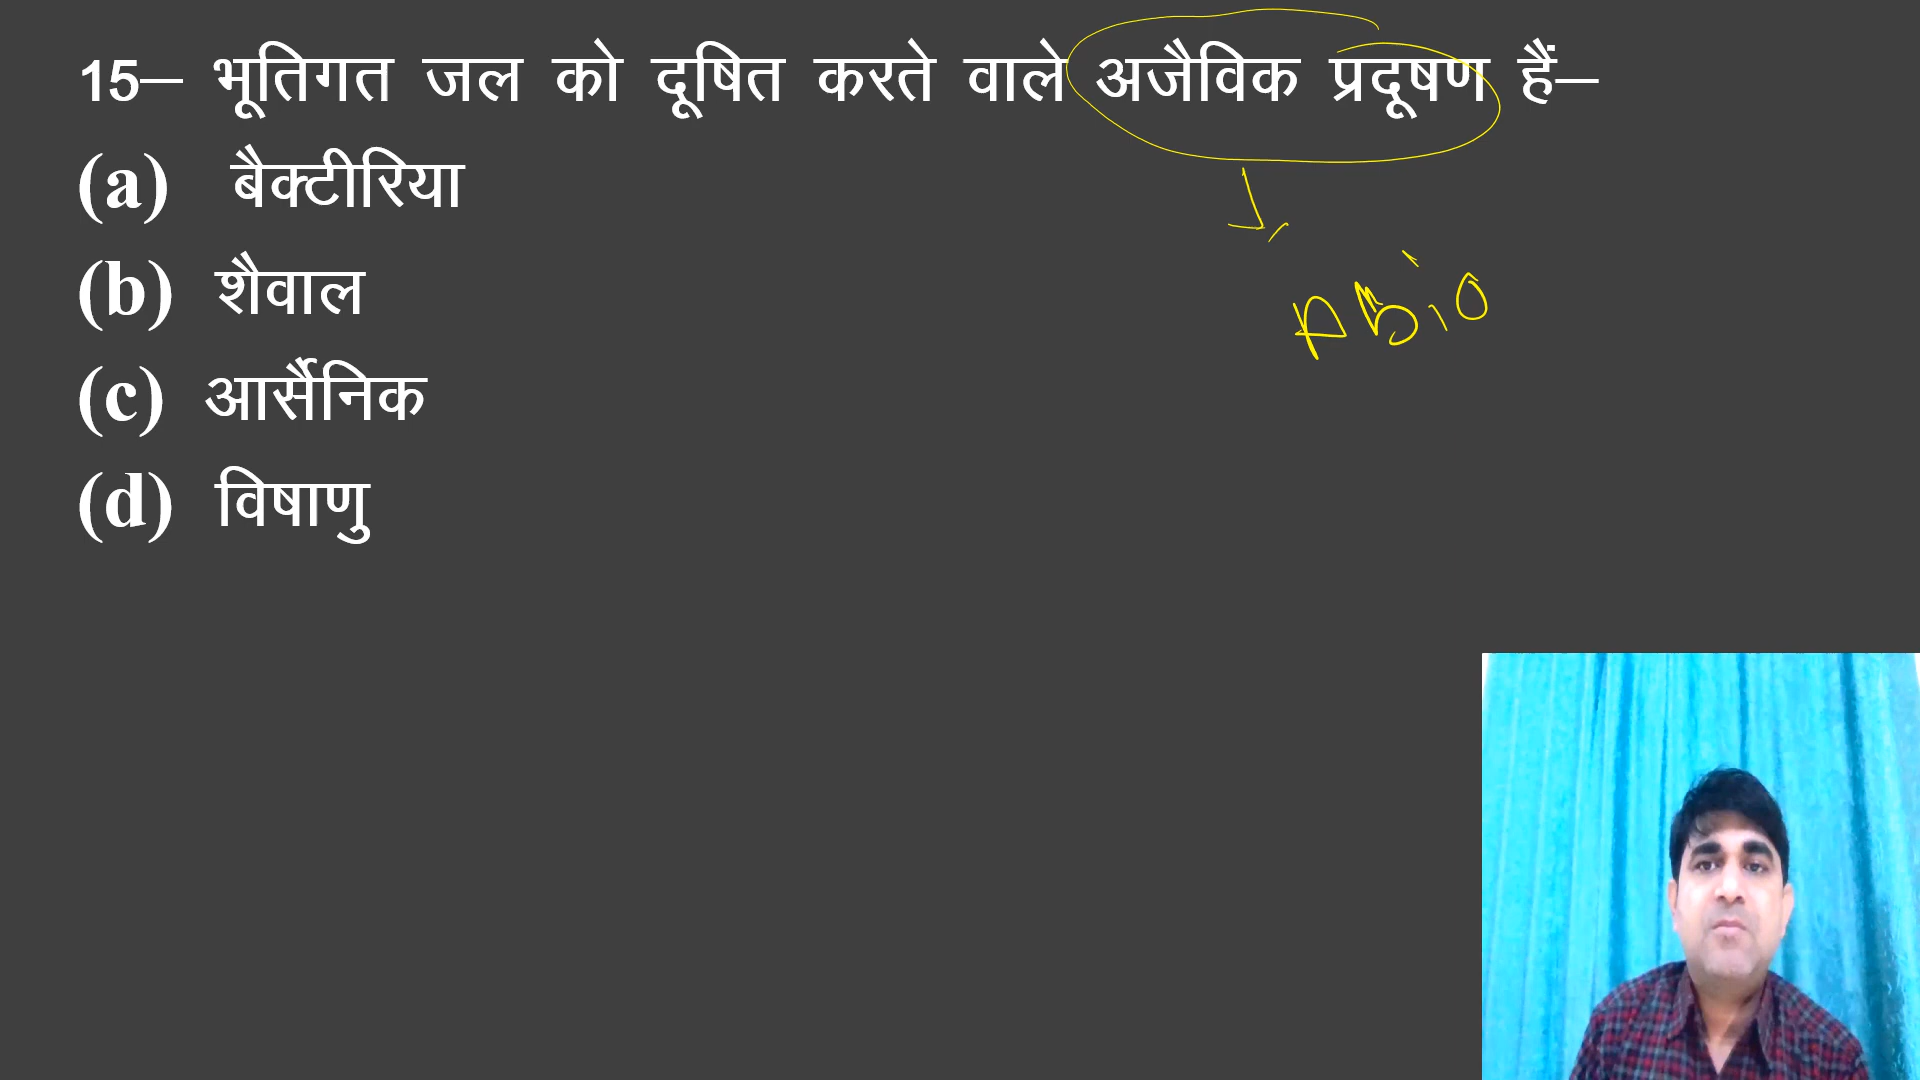 15– भूतिगत जल को दूषित करते वाले अजैविक प्रदूषण हैं–
(a) बैक्टीरिया
(b) शैवाल
(c) आर्सैनिक
(d) विषाणु
ABio